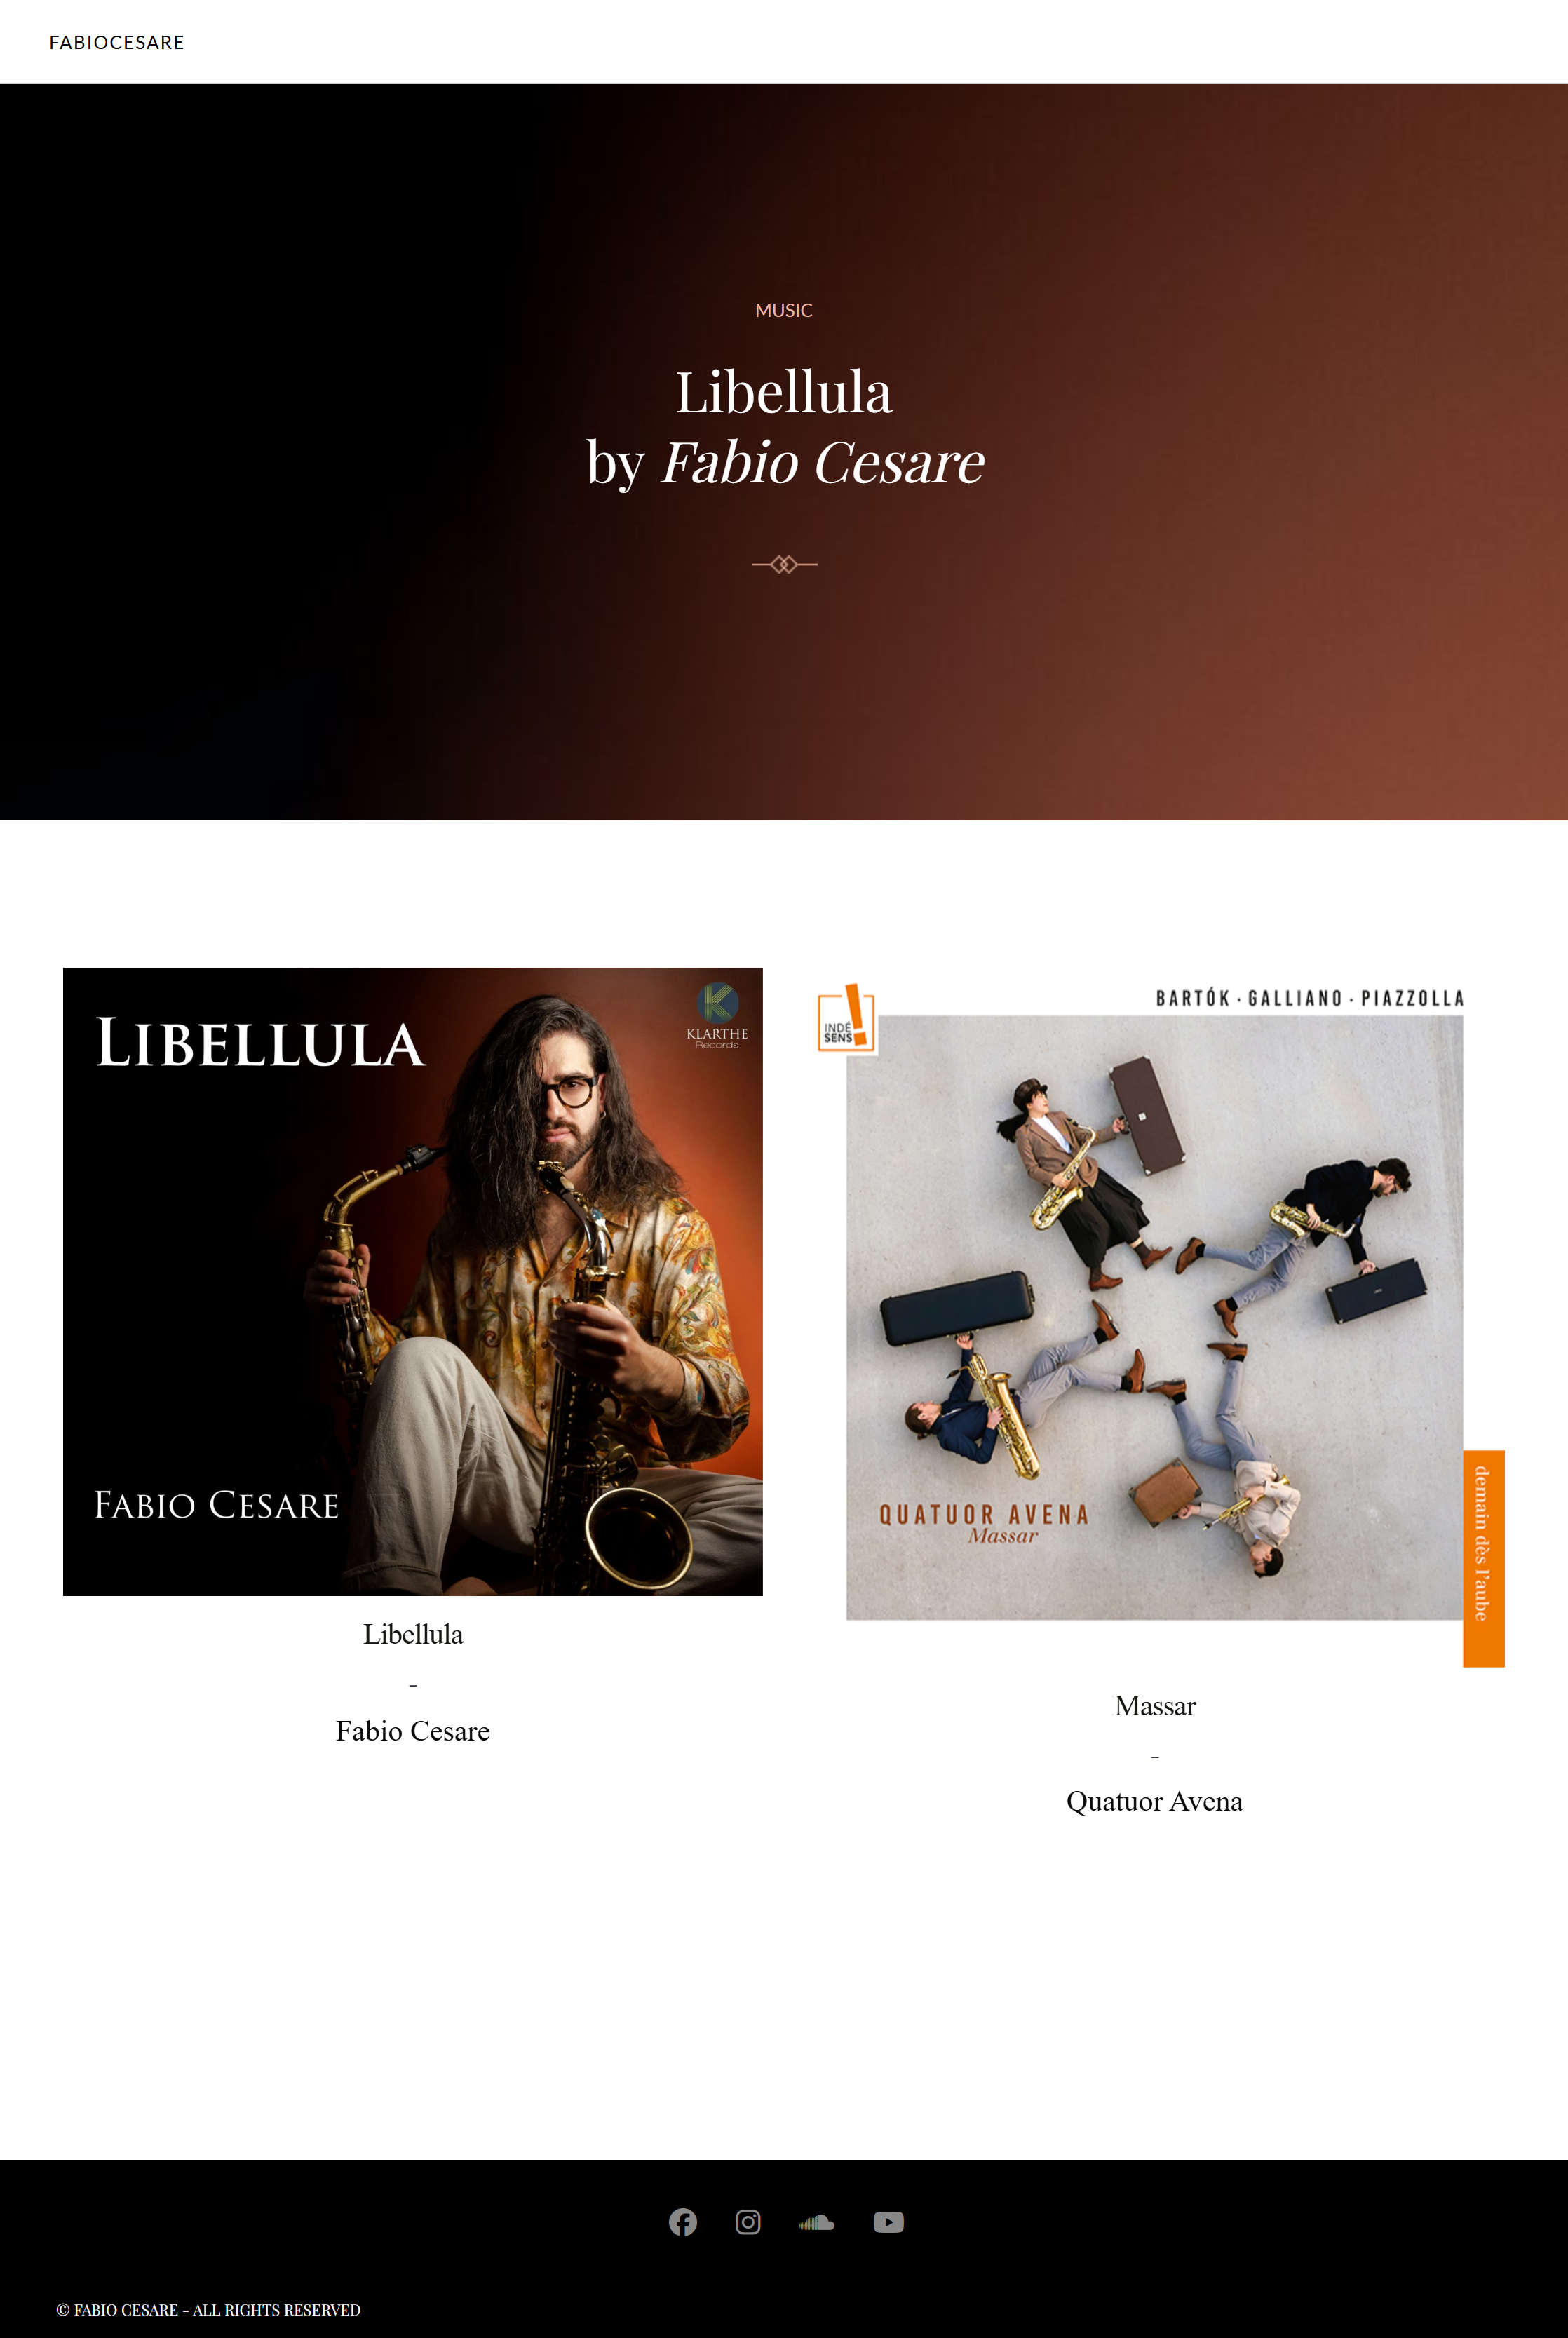 FABIOCESARE
MUSIC
Libellula
by Fabio Cesare
LIBELLULA
KLARTHE
Records
FABIO CESARE
Libellula
-
Fabio Cesare
INDÉ
SENS
BARTÓK · GALLIANO · PIAZZOLLA
QUATUOR AVENA
Massar
demain dès l'aube
Massar
-
Quatuor Avena
© FABIO CESARE - ALL RIGHTS RESERVED